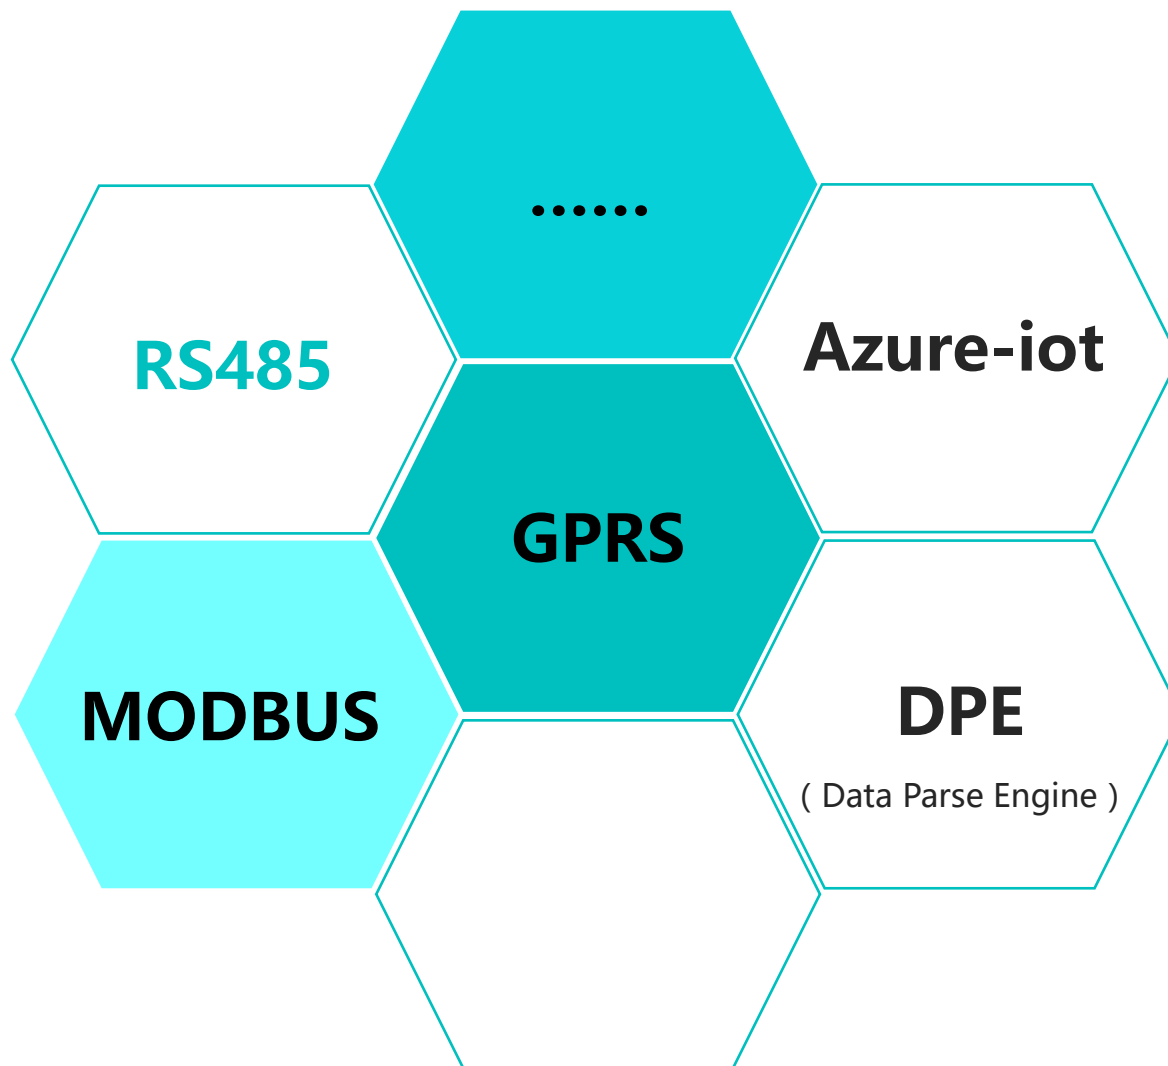 ......
RS485
Azure-iot
GPRS
MODBUS
DPE
( Data Parse Engine )